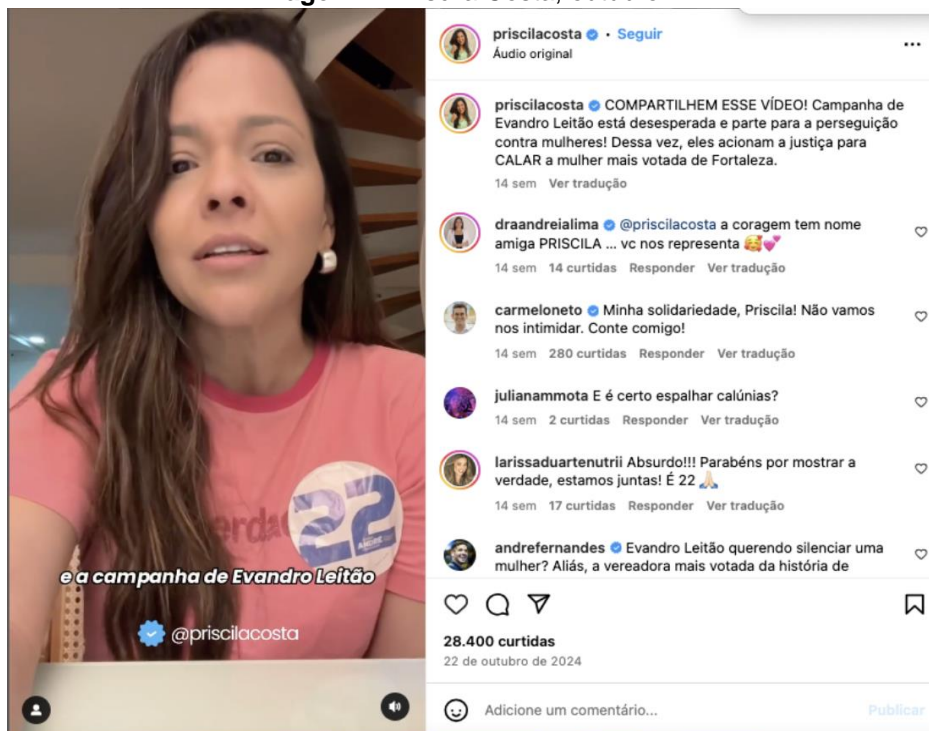 priscilacosta • Seguir
Áudio original
priscilacosta COMPARTILHEM ESSE VÍDEO! Campanha de
Evandro Leitão está desesperada e parte para a perseguição
contra mulheres! Dessa vez, eles acionam a justiça para
CALAR a mulher mais votada de Fortaleza.
14 sem Ver tradução
draandreialima @priscilacosta a coragem tem nome
amiga PRISCILA ... vc nos representa 🥰💕
14 sem 14 curtidas Responder Ver tradução
carmeloneto Minha solidariedade, Priscila! Não vamos
nos intimidar. Conte comigo!
14 sem 280 curtidas Responder Ver tradução
julianammota E é certo espalhar calúnias?
14 sem 2 curtidas Responder Ver tradução
larissaduartenutrii Absurdo!!! Parabéns por mostrar a
verdade, estamos juntas! É 22 🙏🏻
14 sem 17 curtidas Responder Ver tradução
andrefernandes Evandro Leitão querendo silenciar uma
mulher? Aliás, a vereadora mais votada da história de
28.400 curtidas
22 de outubro de 2024
Adicione um comentário...
Publicar
22
ANDRÉ
e a campanha de Evandro Leitão
@priscilacosta